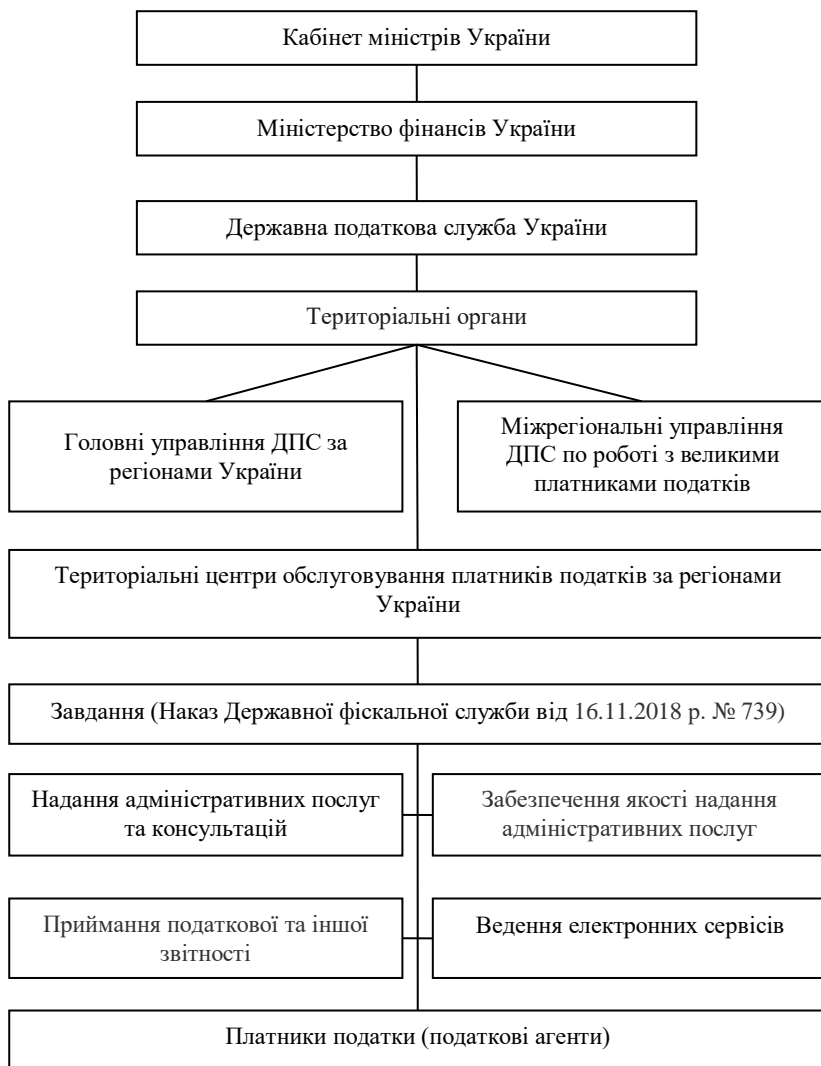 Кабінет міністрів України
Міністерство фінансів України
Державна податкова служба України
Територіальні органи
Головні управління ДПС за
регіонами України
Міжрегіональні управління
ДПС по роботі з великими
платниками податків
Територіальні центри обслуговування платників податків за регіонами
України
Завдання (Наказ Державної фіскальної служби від 16.11.2018 р. № 739)
Надання адміністративних послуг
та консультацій
Забезпечення якості надання
адміністративних послуг
Приймання податкової та іншої
звітності
Ведення електронних сервісів
Платники податки (податкові агенти)